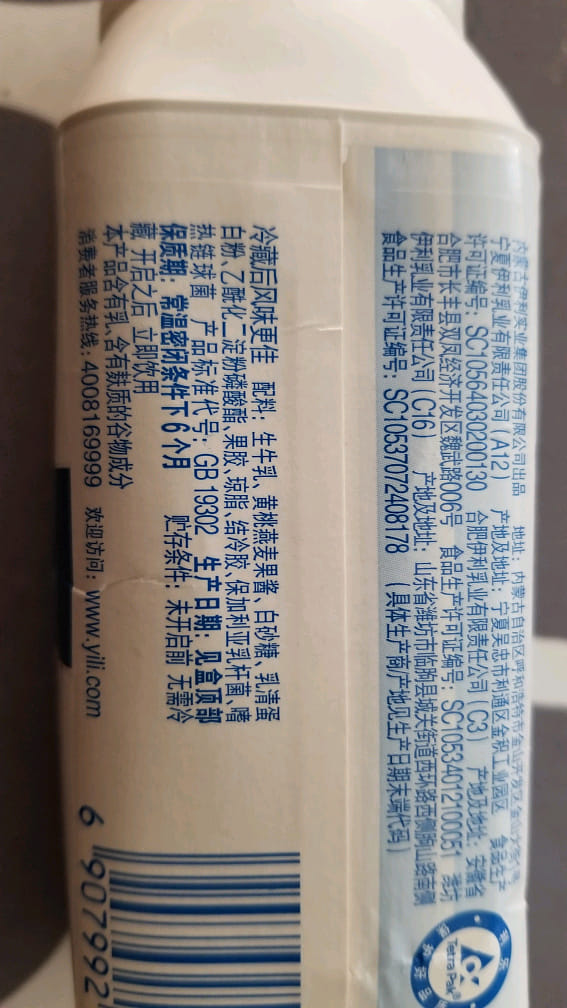 内蒙古伊利实业集团股份有限公司出品 地址:内蒙古自治区呼和浩特市
宁夏伊利乳业有限责任公司(A12) 产地及地址:宁夏吴忠市利通区金积工业园区 食品生产
许可证编号:SC10564030200130 合肥伊利乳业有限责任公司(C3) 产地及地址:安徽省
合肥市长丰县双凤经济开发区魏武路006号 食品生产许可证编号:SC10534012100051 潍坊
伊利乳业有限责任公司(C16) 产地及地址:山东省潍坊市临朐县城关街道西环路西侧朐山路南侧
食品生产许可证编号:SC10537072408178 (具体生产商产地见生产日期末端代码)
冷藏后风味更佳 配料:生牛乳、黄桃燕麦果酱、白砂糖、乳清蛋
白粉、乙酰化二淀粉磷酸酯、果胶、琼脂、结冷胶、保加利亚乳杆菌、嗜
热链球菌 产品标准代号:GB 19302 生产日期:见盒顶部
保质期:常温密闭条件下6个月 贮存条件:未开启前 无需冷
藏 开启之后 立即饮用
本产品含有乳、含有麸质的谷物成分
消费者服务热线:4008169999 欢迎访问:www.yili.com
6 907992
Tetra Pak